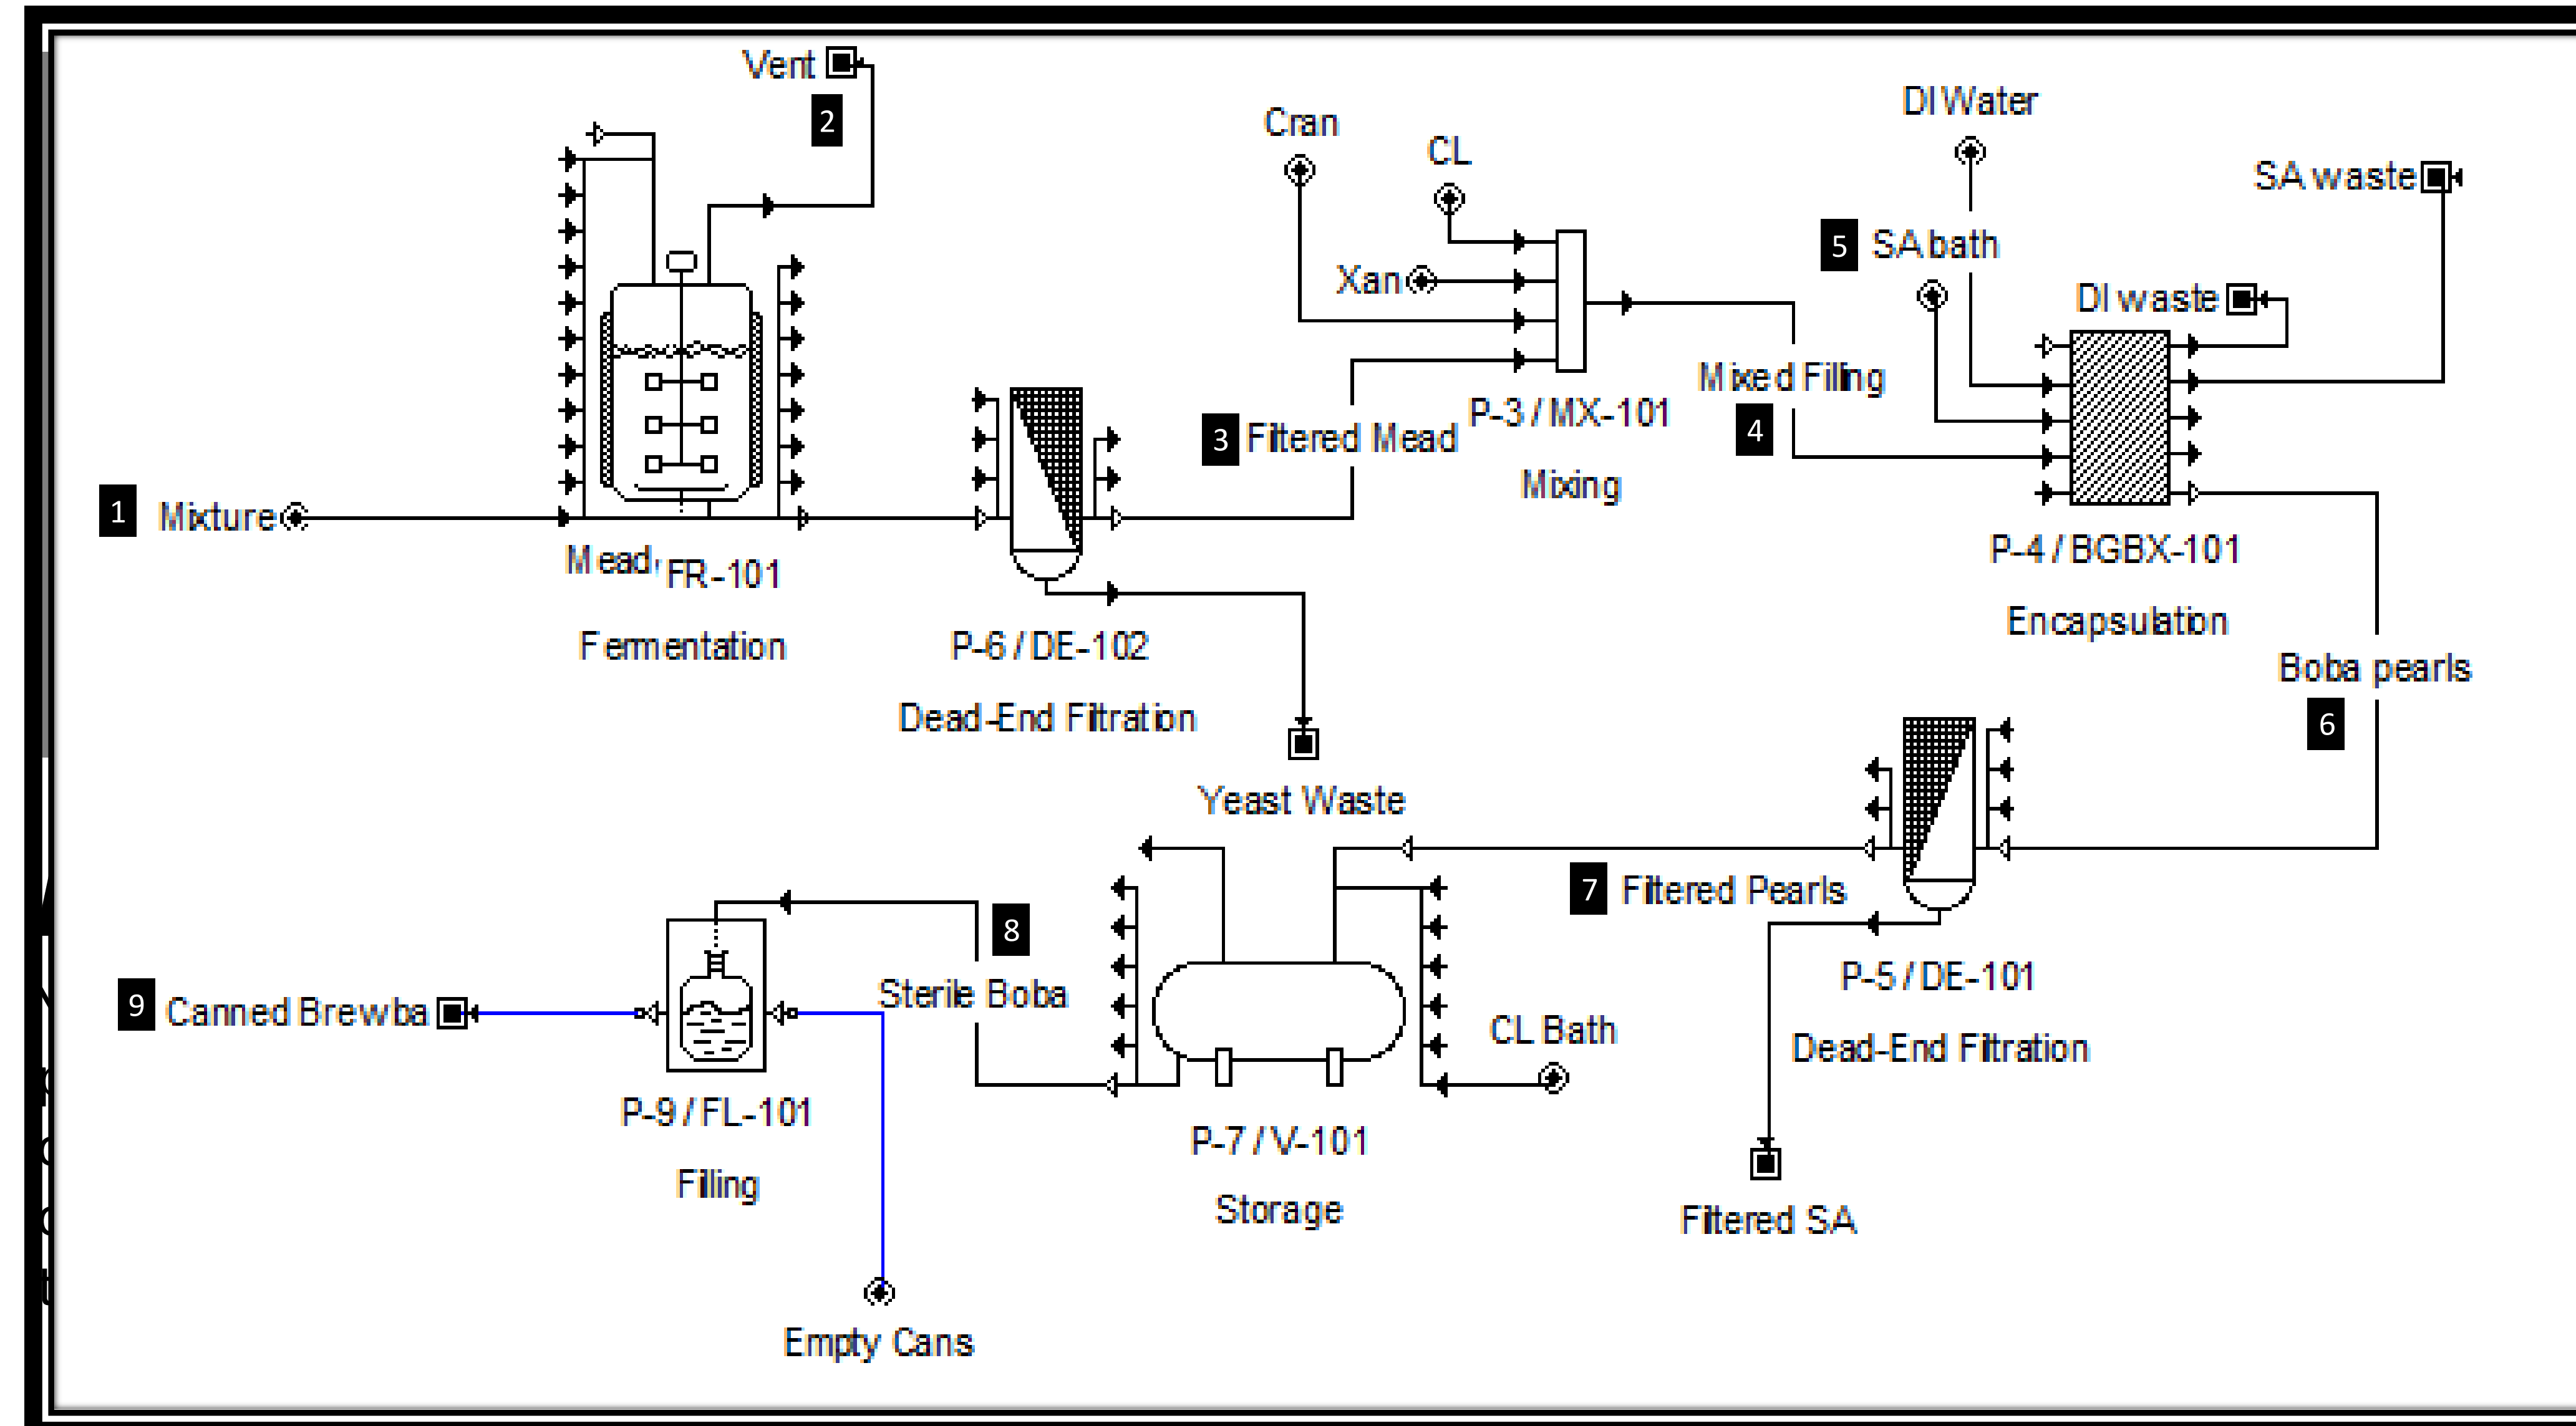 Vent
2
Cran
CL
Xan
DI Water
SA waste
5 SA bath
DI waste
1 Mixture
Mead,
FR-101
Fermentation
P-6 / DE-102
Dead-End Filtration
Yeast Waste
3 Filtered Mead
P-3 / MX-101
Mixing
Mixed Filling
4
P-4 / BGBX-101
Encapsulation
Boba pearls
6
7 Filtered Pearls
P-5 / DE-101
Dead-End Filtration
Filtered SA
CL Bath
P-7 / V-101
Storage
8
Sterile Boba
9 Canned Brewba
P-9 / FL-101
Filling
Empty Cans